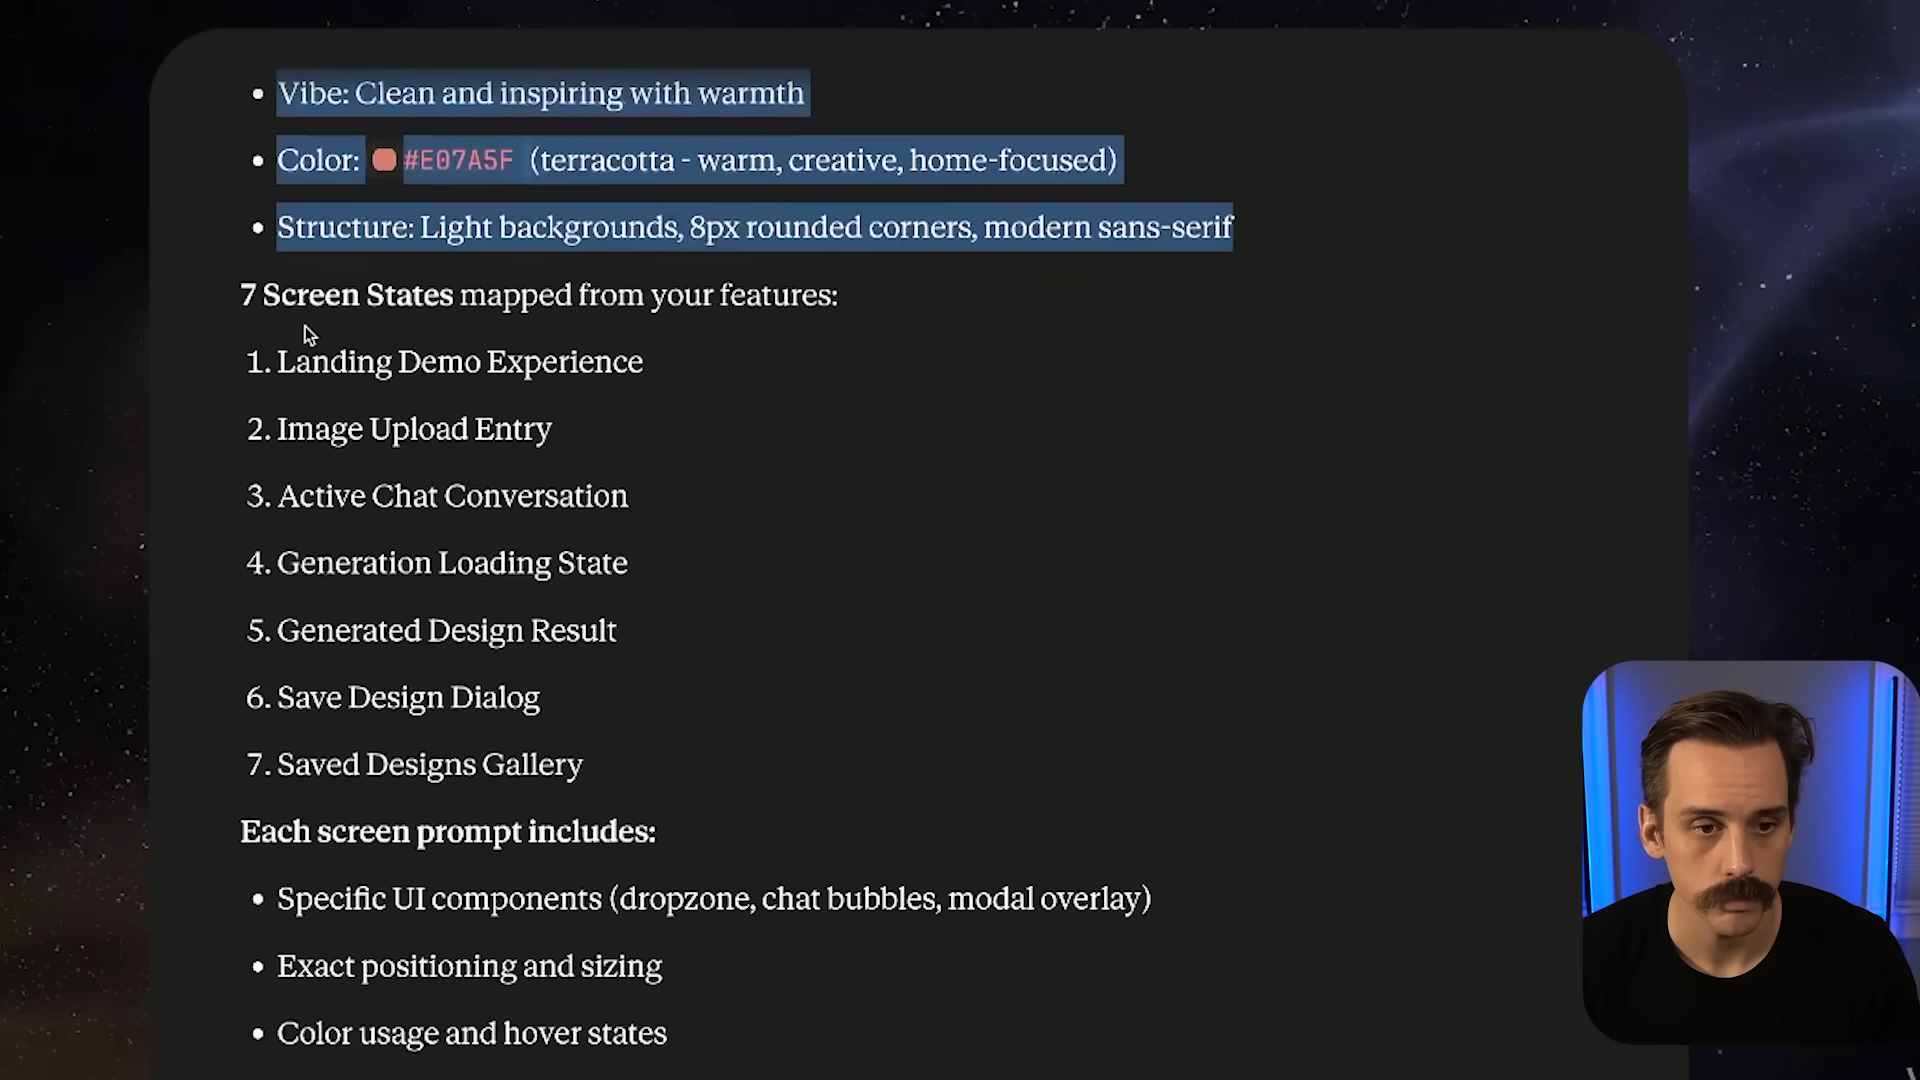 Vibe: Clean and inspiring with warmth
Color: #E07A5F (terracotta - warm, creative, home-focused)
Structure: Light backgrounds, 8px rounded corners, modern sans-serif
7 Screen States mapped from your features:
1. Landing Demo Experience
2. Image Upload Entry
3. Active Chat Conversation
4. Generation Loading State
5. Generated Design Result
6. Save Design Dialog
7. Saved Designs Gallery
Each screen prompt includes:
Specific UI components (dropzone, chat bubbles, modal overlay)
Exact positioning and sizing
Color usage and hover states